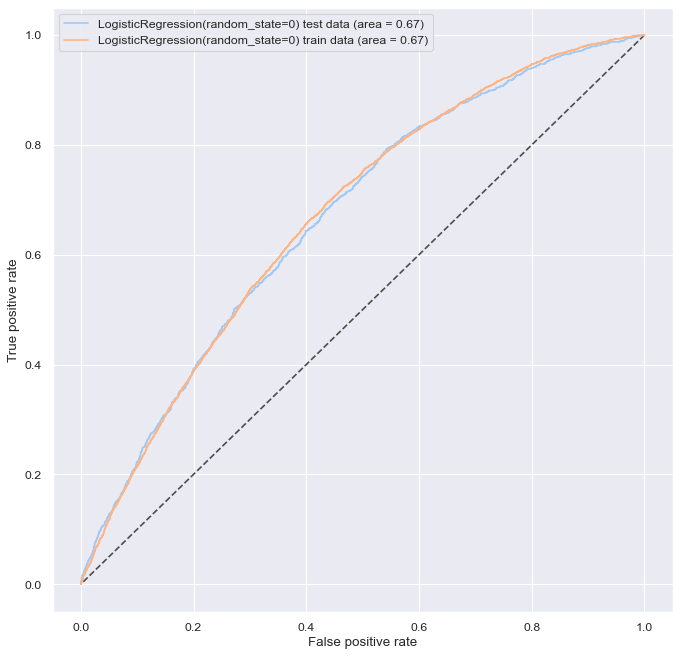 LogisticRegression(random_state=0) test data (area = 0.67)
LogisticRegression(random_state=0) train data (area = 0.67)
True positive rate
1.0
0.8
0.6
0.4
0.2
0.0
0.0 0.2 0.4 0.6 0.8 1.0
False positive rate